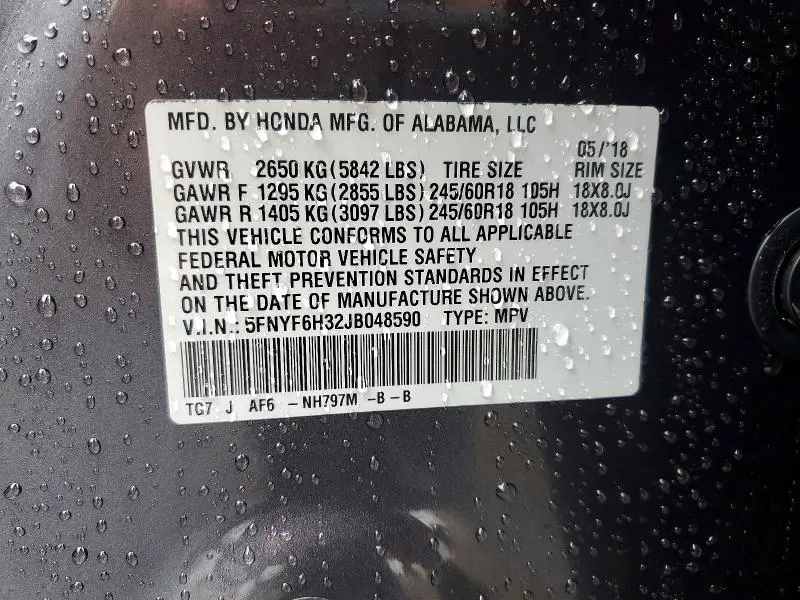 MFD. BY HONDA MFG. OF ALABAMA, LLC
05/'18
GVWR 2650 KG (5842 LBS) TIRE SIZE RIM SIZE
GAWR F 1295 KG (2855 LBS) 245/60R18 105H 18X8.0J
GAWR R 1405 KG (3097 LBS) 245/60R18 105H 18X8.0J
THIS VEHICLE CONFORMS TO ALL APPLICABLE
FEDERAL MOTOR VEHICLE SAFETY
AND THEFT PREVENTION STANDARDS IN EFFECT
ON THE DATE OF MANUFACTURE SHOWN ABOVE.
V.I.N.: 5FNYF6H32JB048590 TYPE: MPV
TG7 J AF6 -NH797M -B-B